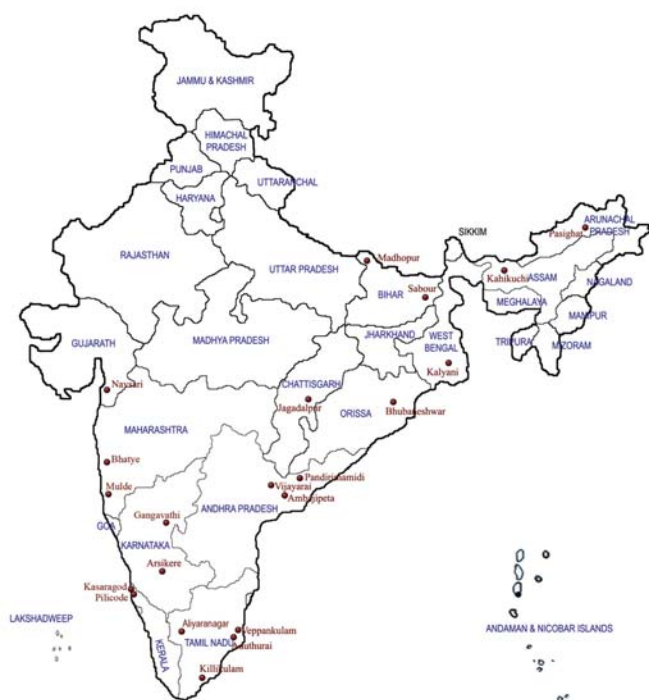 JAMMU & KASHMIR
HIMACHAL
PRADESH
PUNJAB
UTTARANCHAL
HARYANA
ARUNACHAL
PRADESH
Pasighat
SIKKIM
RAJASTHAN
UTTAR PRADESH
Madhopur
Kahikuchi
ASSAM
NAGALAND
Sabour
BIHAR
MEGHALAYA
MANIPUR
JHARKHAND
WEST
BENGAL
TRIPURA
MIZORAM
GUJARATH
MADHYA PRADESH
Kalyani
CHATTISGARH
Navsari
Jagadalpur
ORISSA
Bhubaneshwar
MAHARASHTRA
Bhatye
Pandirimamidi
Vijayarai
Mulde
Ambajipeta
ANDHRA PRADESH
Gangavathi
GOA
KARNATAKA
Arsikere
Kasaragod
Pilicode
LAKSHADWEEP
Aliyaranagar
Veppankulam
TAMIL NADU
Aduthurai
ANDAMAN & NICOBAR ISLANDS
KERALA
Killikulam